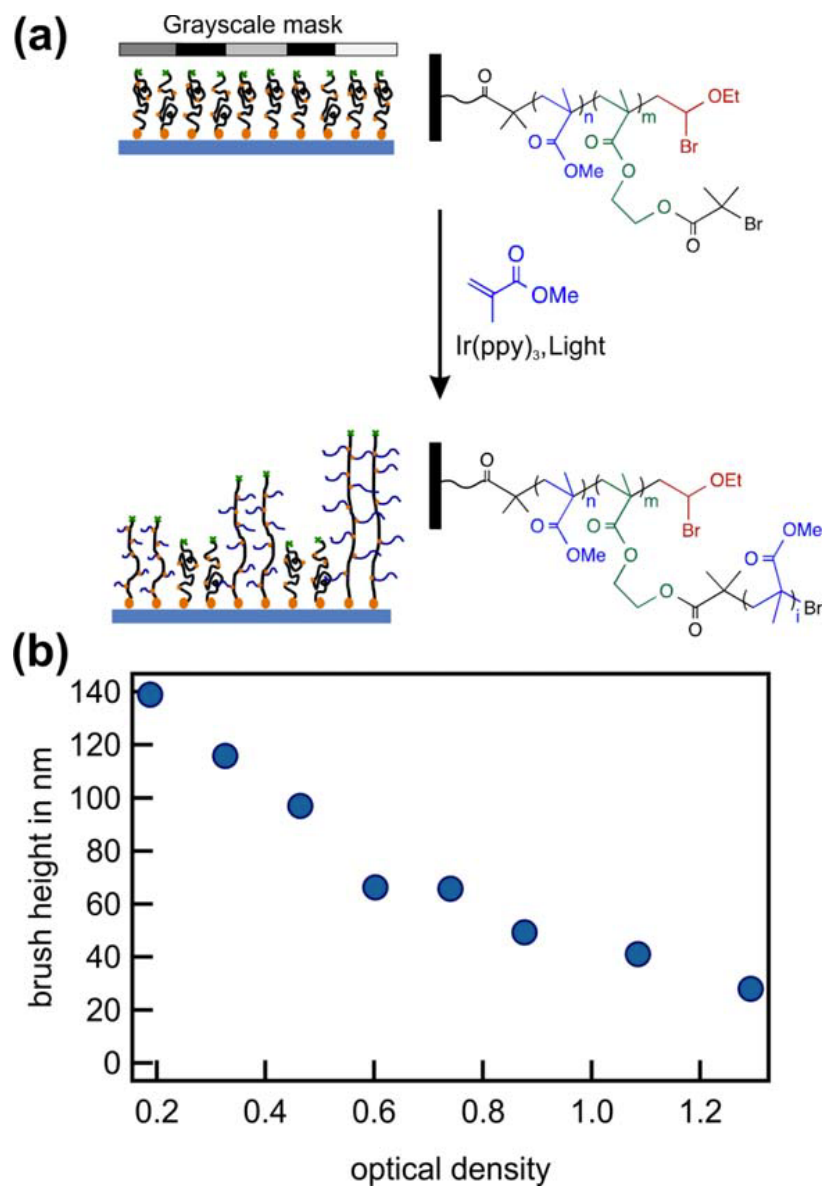 (a)
Grayscale mask
O
n
m
OEt
Br
O
OMe
O
O
O
O
Br
O
OMe
Ir(ppy)₃,Light
O
n
m
OEt
Br
O
OMe
O
O
O
O
O
OMe
Br
i
(b)
brush height in nm
140
120
100
80
60
40
20
0
0.2 0.4 0.6 0.8 1.0 1.2
optical density